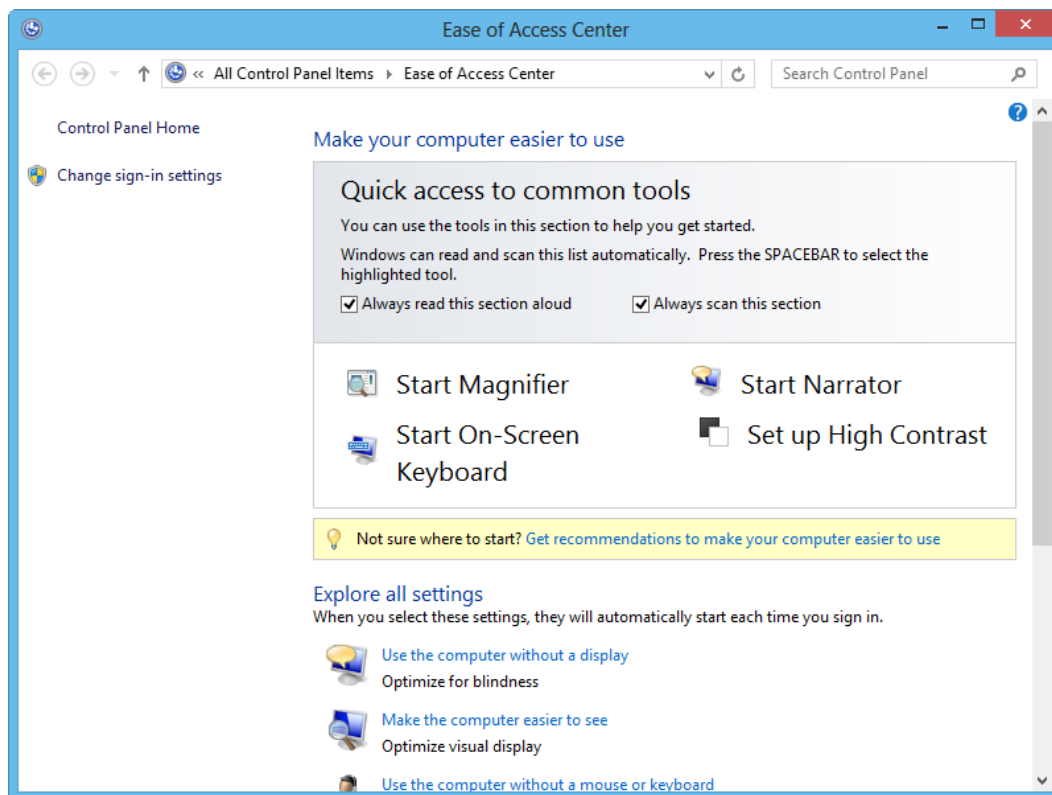 Ease of Access Center
« All Control Panel Items Ease of Access Center
Search Control Panel
Control Panel Home
Change sign-in settings
Make your computer easier to use
Quick access to common tools
You can use the tools in this section to help you get started.
Windows can read and scan this list automatically. Press the SPACEBAR to select the
highlighted tool.
Always read this section aloud
Always scan this section
Start Magnifier
Start Narrator
Start On-Screen
Keyboard
Set up High Contrast
Not sure where to start? Get recommendations to make your computer easier to use
Explore all settings
When you select these settings, they will automatically start each time you sign in.
Use the computer without a display
Optimize for blindness
Make the computer easier to see
Optimize visual display
Use the computer without a mouse or keyboard